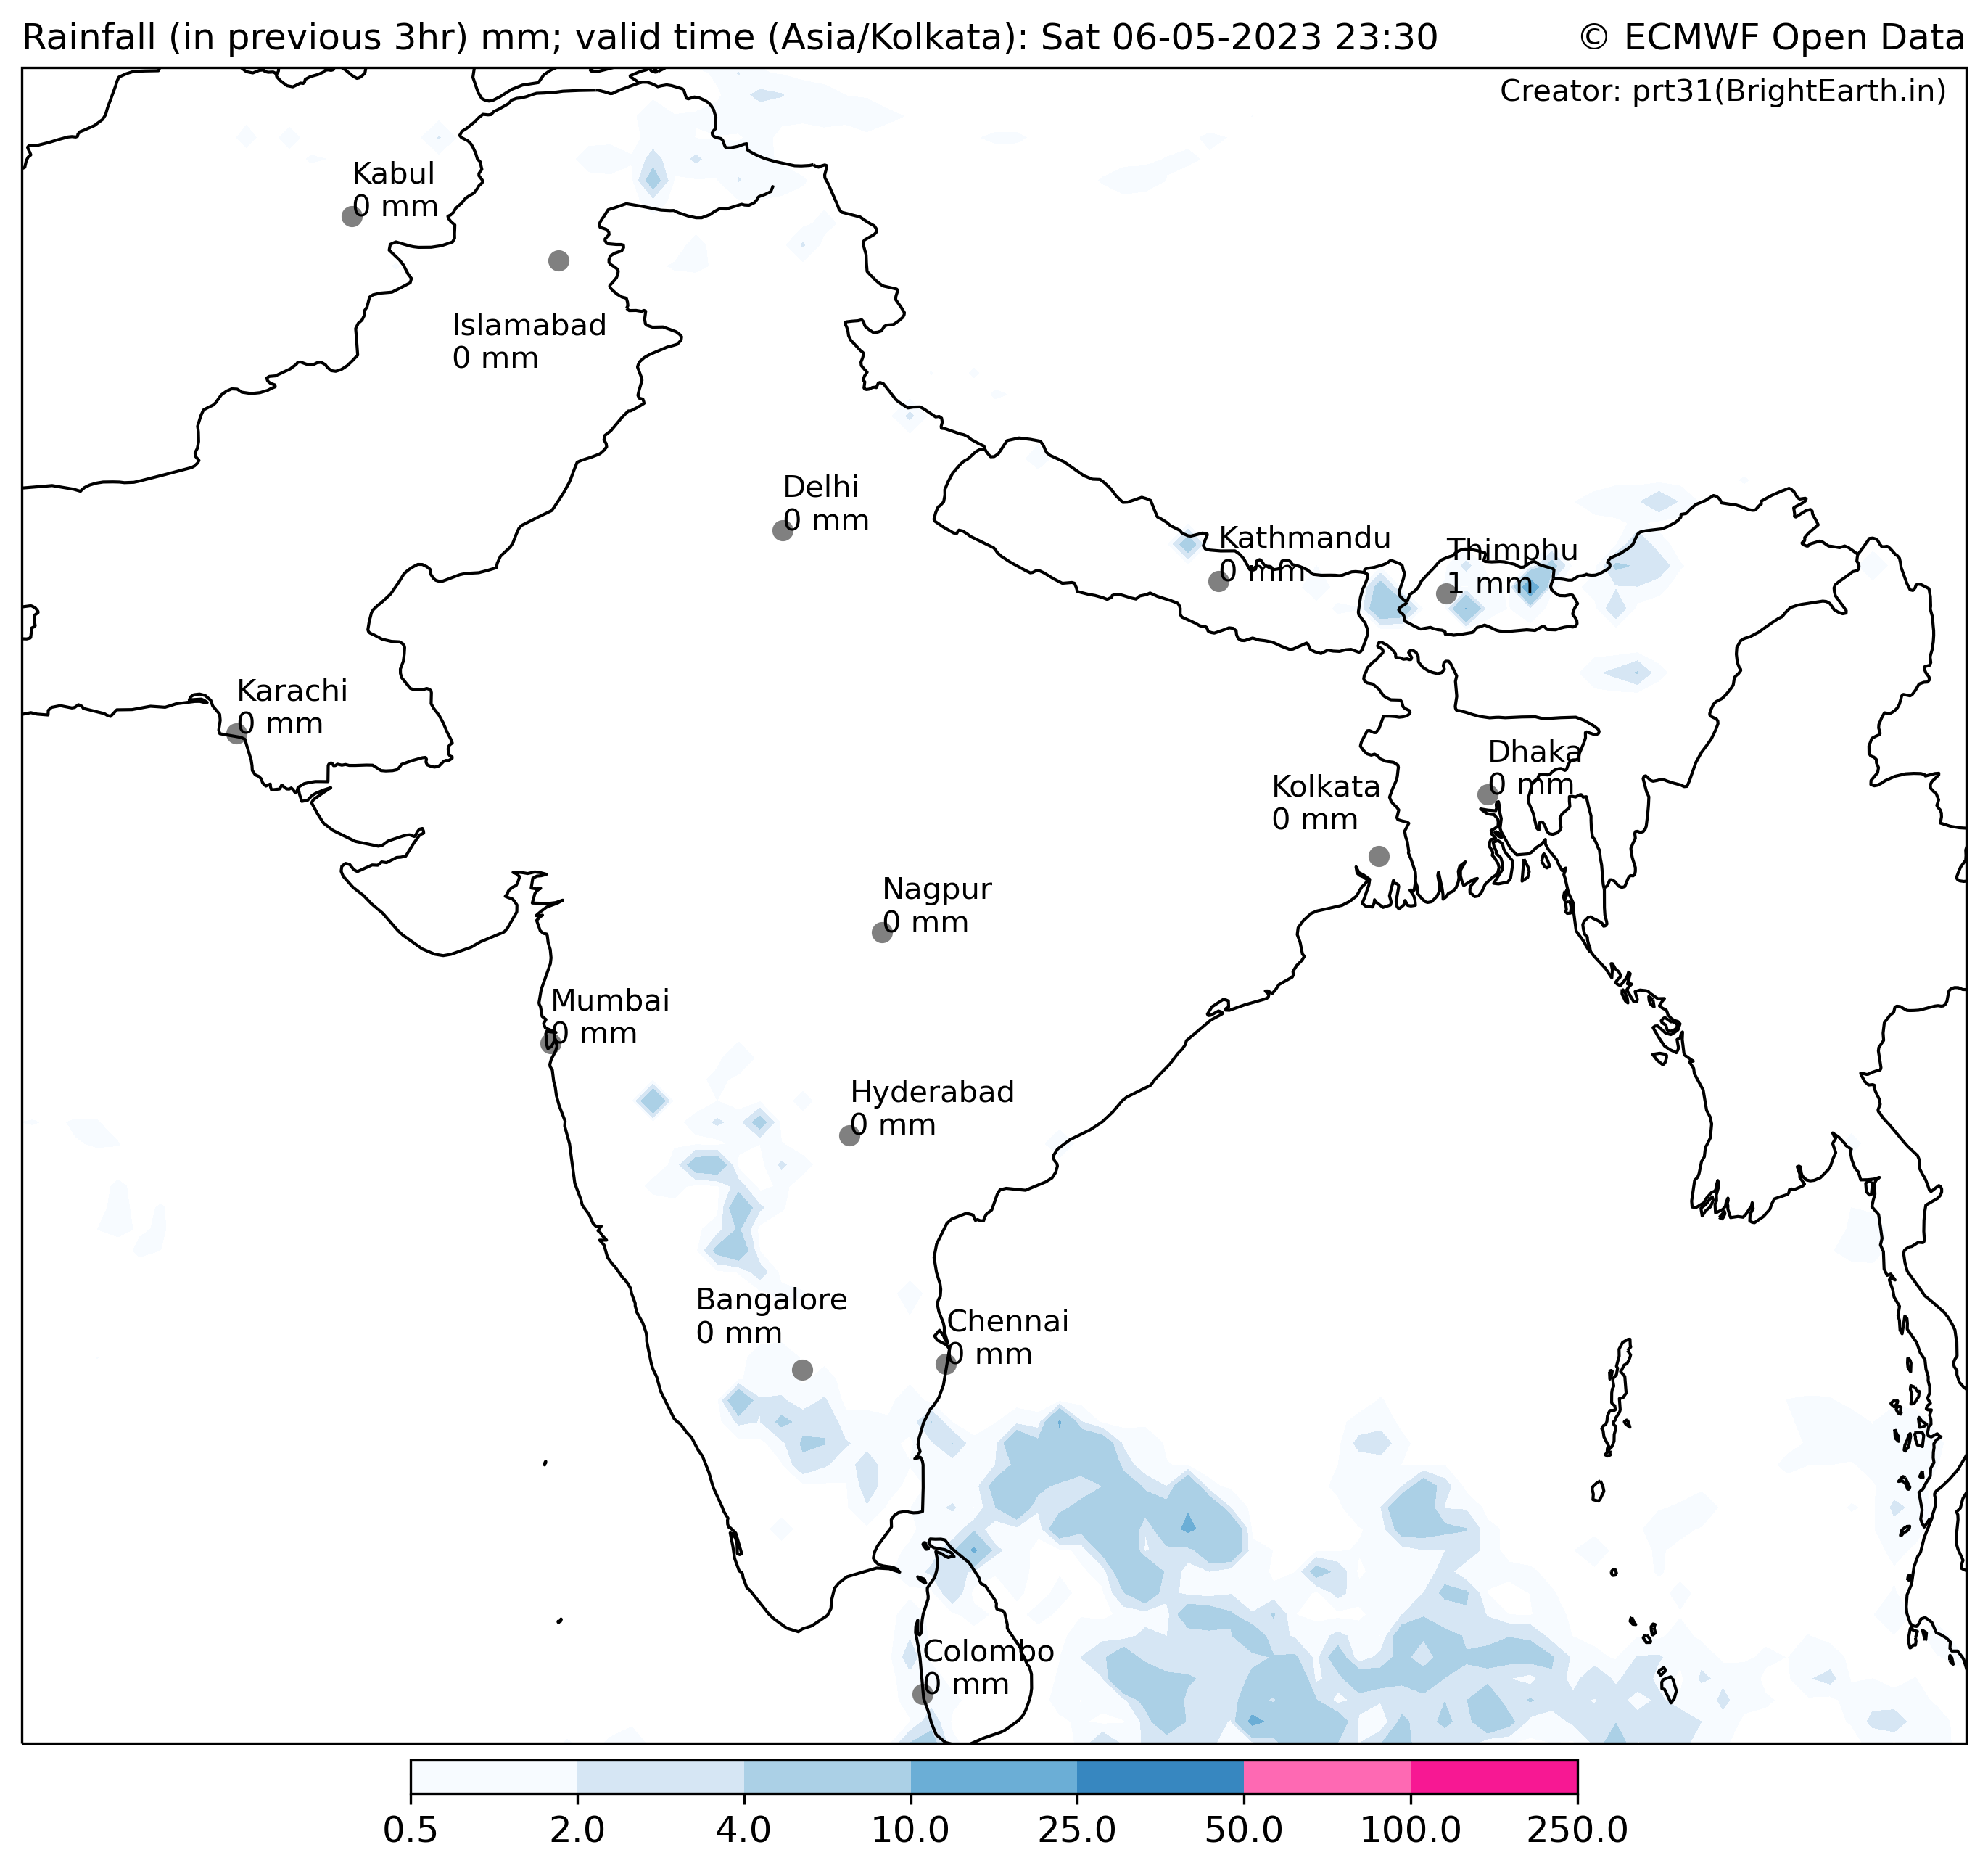 Rainfall (in previous 3hr) mm; valid time (Asia/Kolkata): Sat 06-05-2023 23:30
© ECMWF Open Data
Creator: prt31(BrightEarth.in)
Kabul
0 mm
Islamabad
0 mm
Delhi
0 mm
Kathmandu
0 mm
Thimphu
1 mm
Karachi
0 mm
Dhaka
0 mm
Kolkata
0 mm
Nagpur
0 mm
Mumbai
0 mm
Hyderabad
0 mm
Bangalore
0 mm
Chennai
0 mm
Colombo
0 mm
0.5 2.0 4.0 10.0 25.0 50.0 100.0 250.0